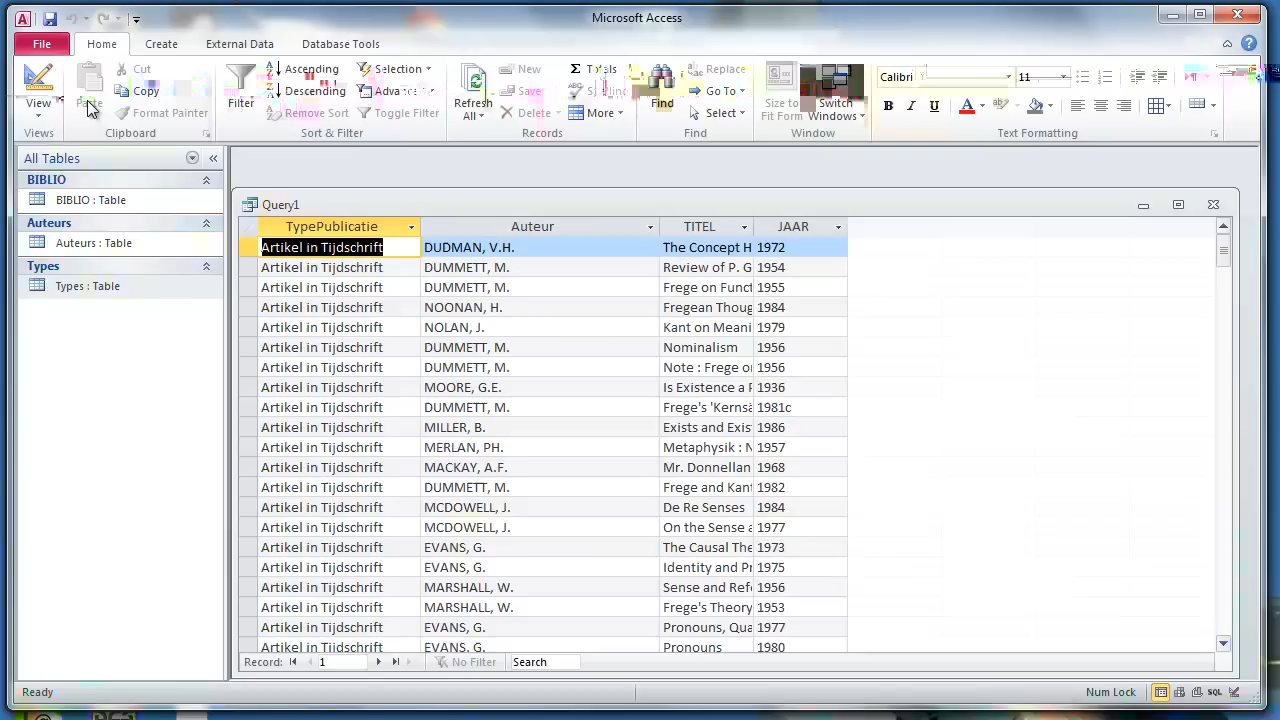 Microsoft Access
File Home Create External Data Database Tools
View Cut Copy Format Painter Filter Ascending Descending Remove Sort Selection Toggle Filter Refresh All New Save Delete Totals More Find Replace Go To Select Size to Fit Form Switch Windows Calibri 11 B I U A
Views Clipboard Sort & Filter Records Find Window Text Formatting
All Tables
BIBLIO
BIBLIO : Table
Auteurs
Auteurs : Table
Types
Types : Table
Query1
TypePublicatie Auteur TITEL JAAR
Artikel in Tijdschrift DUDMAN, V.H. The Concept H 1972
Artikel in Tijdschrift DUMMETT, M. Review of P. G 1954
Artikel in Tijdschrift DUMMETT, M. Frege on Funct 1955
Artikel in Tijdschrift NOONAN, H. Fregean Thoug 1984
Artikel in Tijdschrift NOLAN, J. Kant on Meani 1979
Artikel in Tijdschrift DUMMETT, M. Nominalism 1956
Artikel in Tijdschrift DUMMETT, M. Note : Frege o 1956
Artikel in Tijdschrift MOORE, G.E. Is Existence a 1936
Artikel in Tijdschrift DUMMETT, M. Frege's 'Kernsa 1981c
Artikel in Tijdschrift MILLER, B. Exists and Exis 1986
Artikel in Tijdschrift MERLAN, PH. Metaphysik : N 1957
Artikel in Tijdschrift MACKAY, A.F. Mr. Donnellan 1968
Artikel in Tijdschrift DUMMETT, M. Frege and Kant 1982
Artikel in Tijdschrift MCDOWELL, J. De Re Senses 1984
Artikel in Tijdschrift MCDOWELL, J. On the Sense a 1977
Artikel in Tijdschrift EVANS, G. The Causal The 1973
Artikel in Tijdschrift EVANS, G. Identity and Pr 1975
Artikel in Tijdschrift MARSHALL, W. Sense and Refe 1956
Artikel in Tijdschrift MARSHALL, W. Frege's Theory 1953
Artikel in Tijdschrift EVANS, G. Pronouns, Qua 1977
Artikel in Tijdschrift EVANS, G. Pronouns 1980
Record: 1 No Filter Search
Ready Num Lock SQL